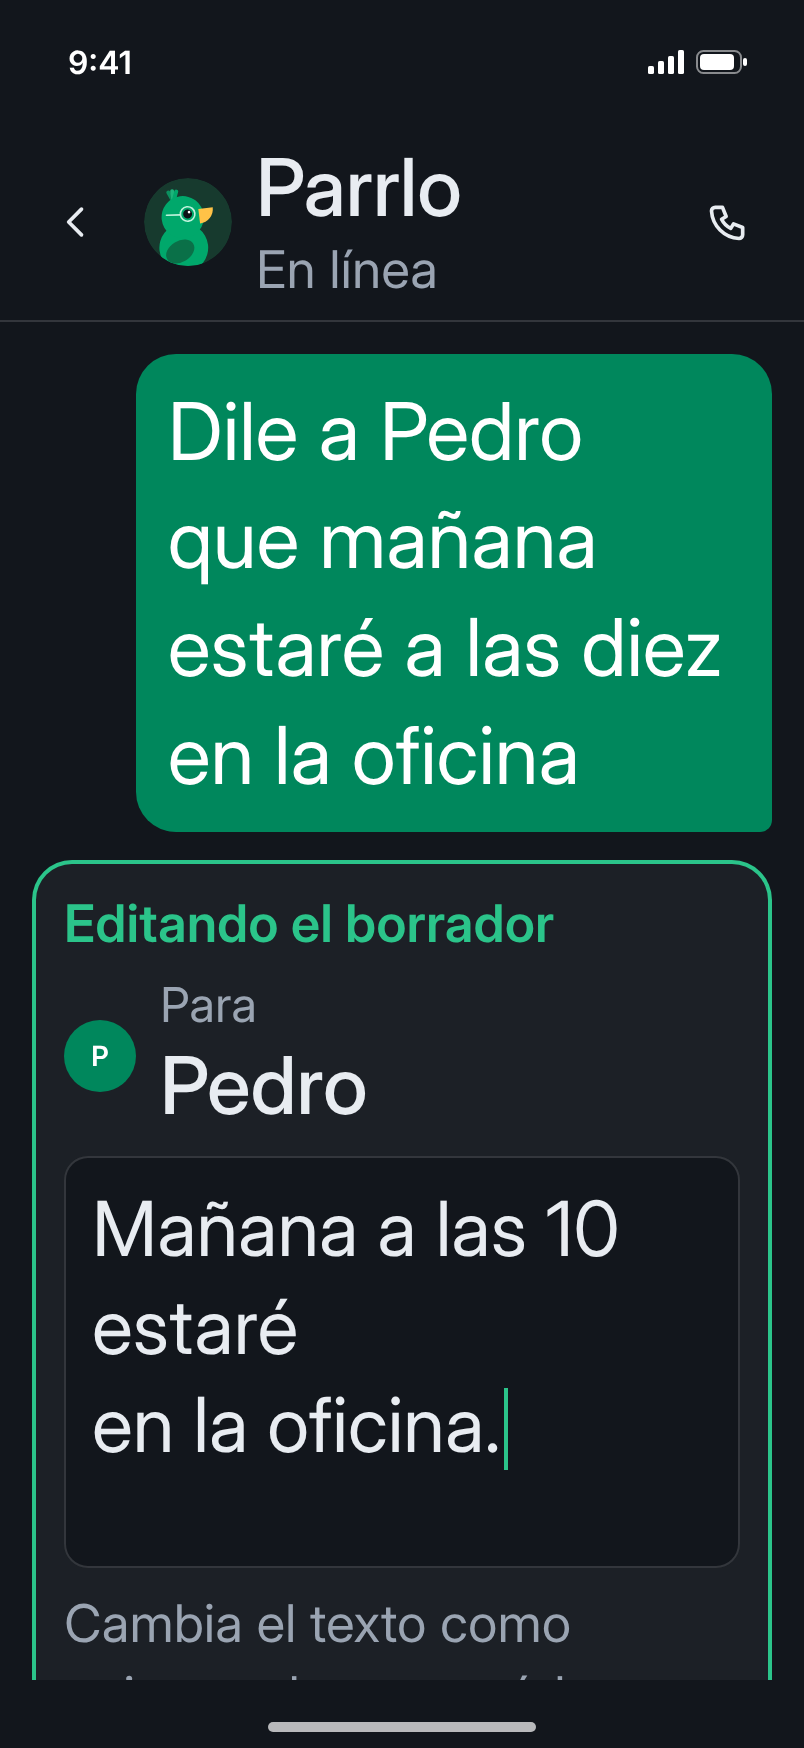 9:41
Parrlo
En línea
Dile a Pedro
que mañana
estaré a las diez
en la oficina
Editando el borrador
Para
P
Pedro
Mañana a las 10
estaré
en la oficina.
Cambia el texto como